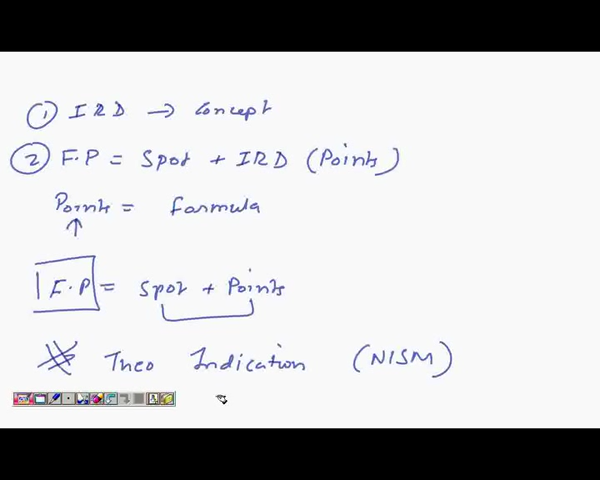 ① IRD → Concept
② F.P = Spot + IRD (Points)
Points = formula
↑
F.P = Spot + Points
Theo Indication (NISM)